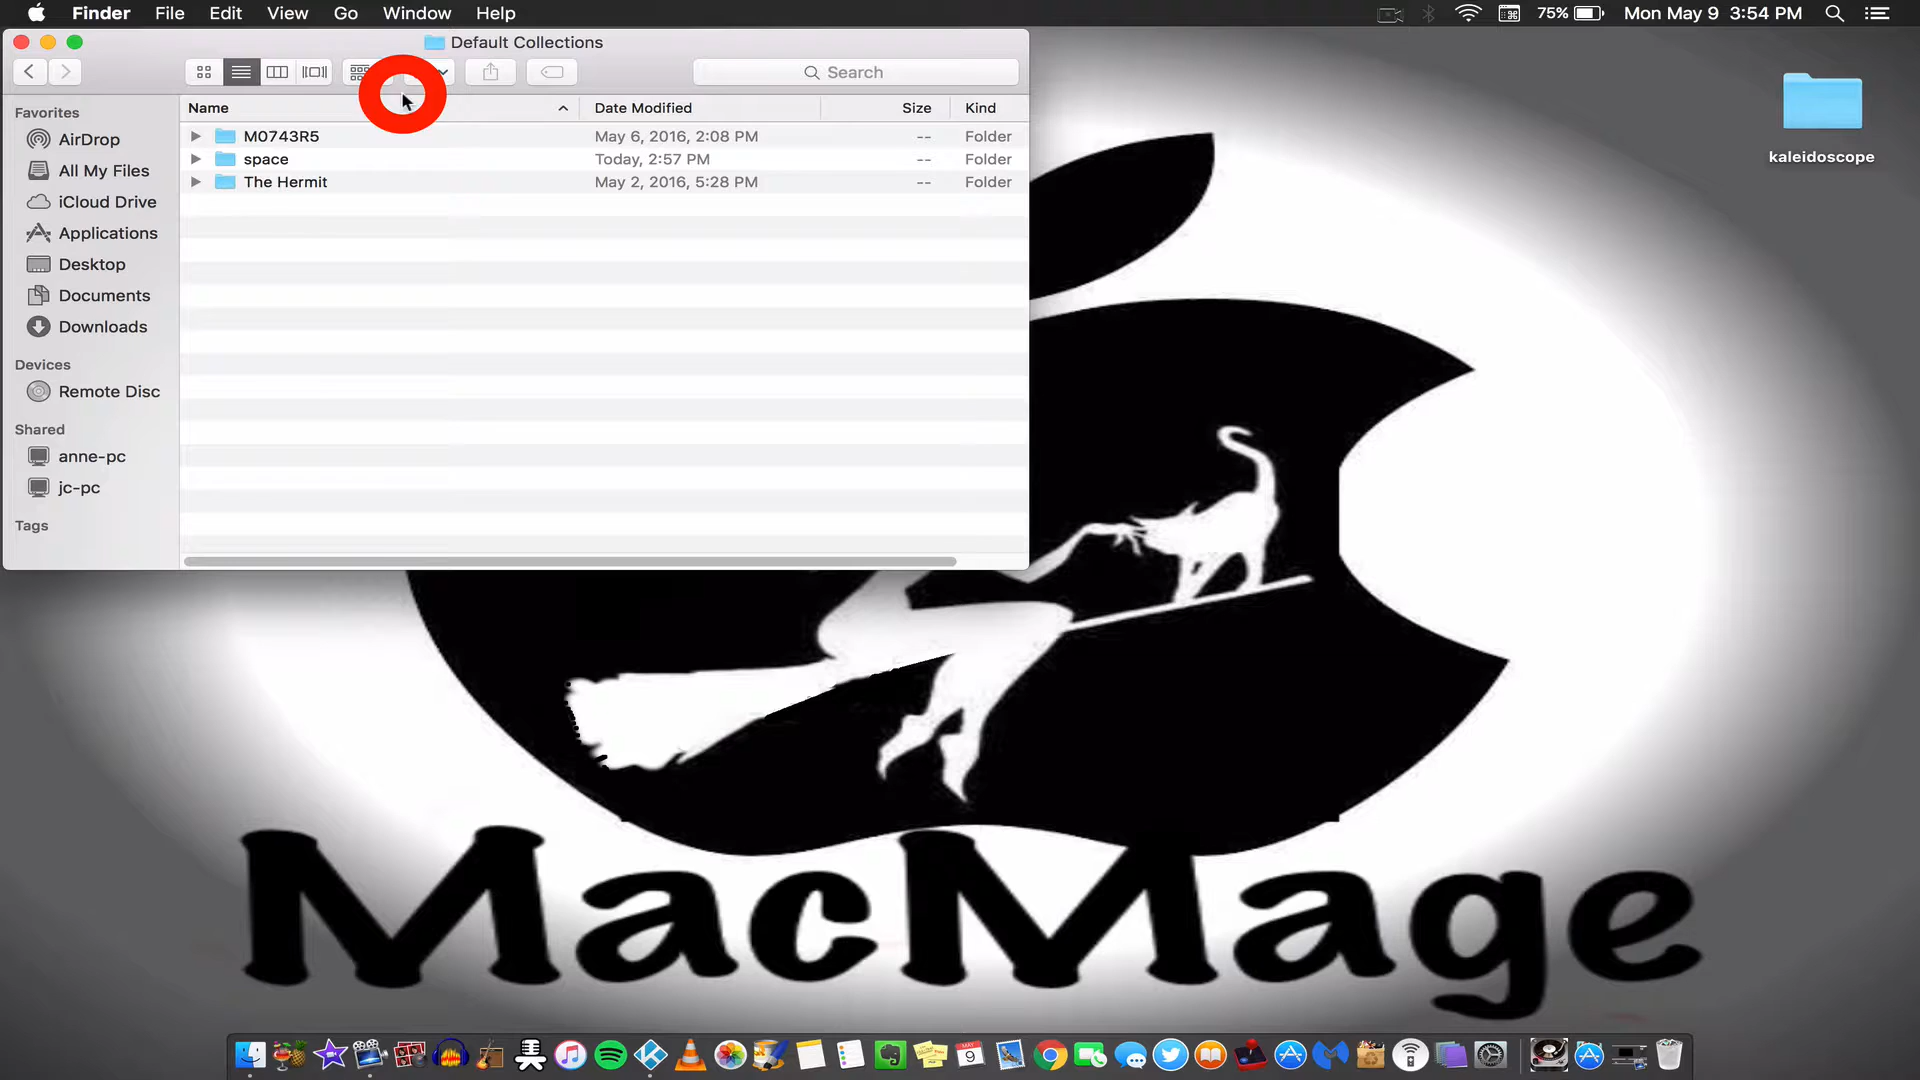 Finder File Edit View Go Window Help 75% Mon May 9 3:54 PM
Default Collections
Search
Name Date Modified Size Kind
M0743R5 May 6, 2016, 2:08 PM -- Folder
space Today, 2:57 PM -- Folder
The Hermit May 2, 2016, 5:28 PM -- Folder
Favorites
AirDrop
All My Files
iCloud Drive
Applications
Desktop
Documents
Downloads
Devices
Remote Disc
Shared
anne-pc
jc-pc
Tags
kaleidoscope
MacMage
MAY
9